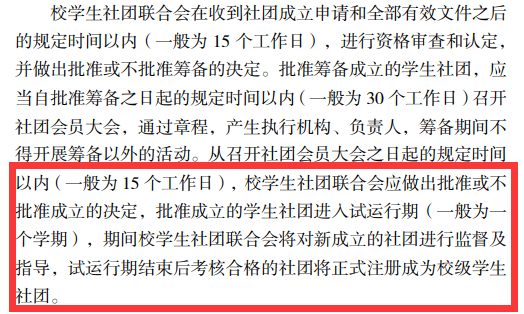 校学生社团联合会在收到社团成立申请和全部有效文件之后
的规定时间以内（一般为 15 个工作日），进行资格审查和认定，
并做出批准或不批准筹备的决定。批准筹备成立的学生社团，应
当自批准筹备之日起的规定时间以内（一般为 30 个工作日）召开
社团会员大会，通过章程，产生执行机构、负责人，筹备期间不
得开展筹备以外的活动。从召开社团会员大会之日起的规定时间
以内（一般为 15 个工作日），校学生社团联合会应做出批准或不
批准成立的决定，批准成立的学生社团进入试运行期（一般为一
个学期），期间校学生社团联合会将对新成立的社团进行监督及
指导，试运行期结束后考核合格的社团将正式注册成为校级学生
社团。